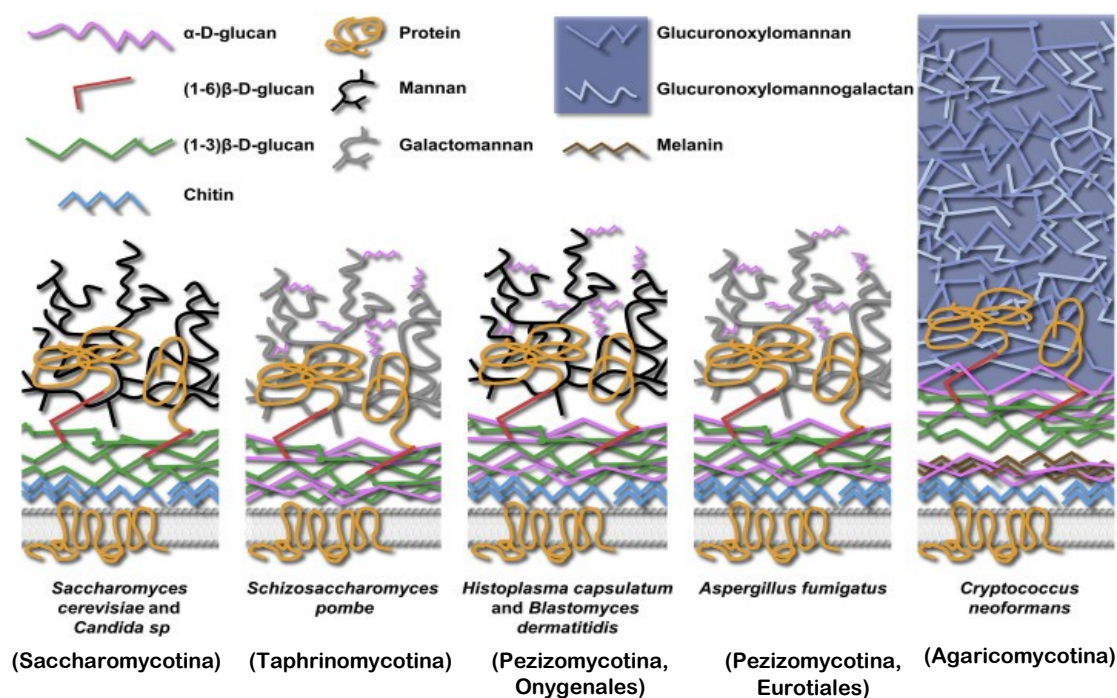 α-D-glucan
(1-6)β-D-glucan
(1-3)β-D-glucan
Chitin
Protein
Mannan
Galactomannan
Glucuronoxylomannan
Glucuronoxylomannogalactan
Melanin
Saccharomyces
cerevisiae and
Candida sp
(Saccharomycotina)
Schizosaccharomyces
pombe
(Taphrinomycotina)
Histoplasma capsulatum
and Blastomyces
dermatitidis
(Pezizomycotina,
Onygenales)
Aspergillus fumigatus
(Pezizomycotina,
Eurotiales)
Cryptococcus
neoformans
(Agaricomycotina)